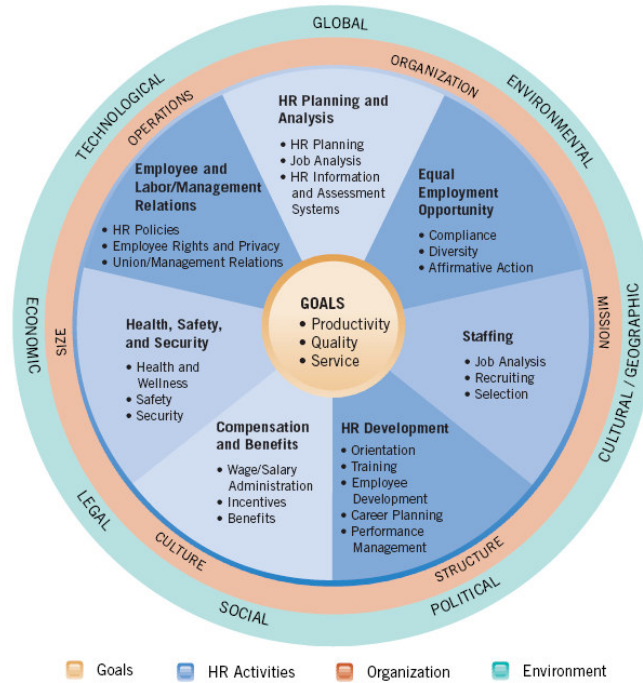 GLOBAL
ENVIRONMENTAL
CULTURAL / GEOGRAPHIC
POLITICAL
SOCIAL
LEGAL
ECONOMIC
TECHNOLOGICAL
ORGANIZATION
MISSION
STRUCTURE
CULTURE
SIZE
OPERATIONS
HR Planning and
Analysis
• HR Planning
• Job Analysis
• HR Information
and Assessment
Systems
Equal
Employment
Opportunity
• Compliance
• Diversity
• Affirmative Action
Staffing
• Job Analysis
• Recruiting
• Selection
HR Development
• Orientation
• Training
• Employee
Development
• Career Planning
• Performance
Management
Compensation
and Benefits
• Wage/Salary
Administration
• Incentives
• Benefits
Health, Safety,
and Security
• Health and
Wellness
• Safety
• Security
Employee and
Labor/Management
Relations
• HR Policies
• Employee Rights and Privacy
• Union/Management Relations
GOALS
• Productivity
• Quality
• Service
Goals
HR Activities
Organization
Environment